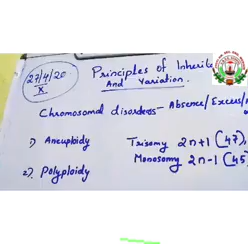 27/4/20
X
Principles of Inherit
And Variation.
Chromosomal disorders - Absence/Excess/
1) Aneuploidy Trisomy 2n+1 (47),
Monosomy 2n-1 (45
2) Polyploidy